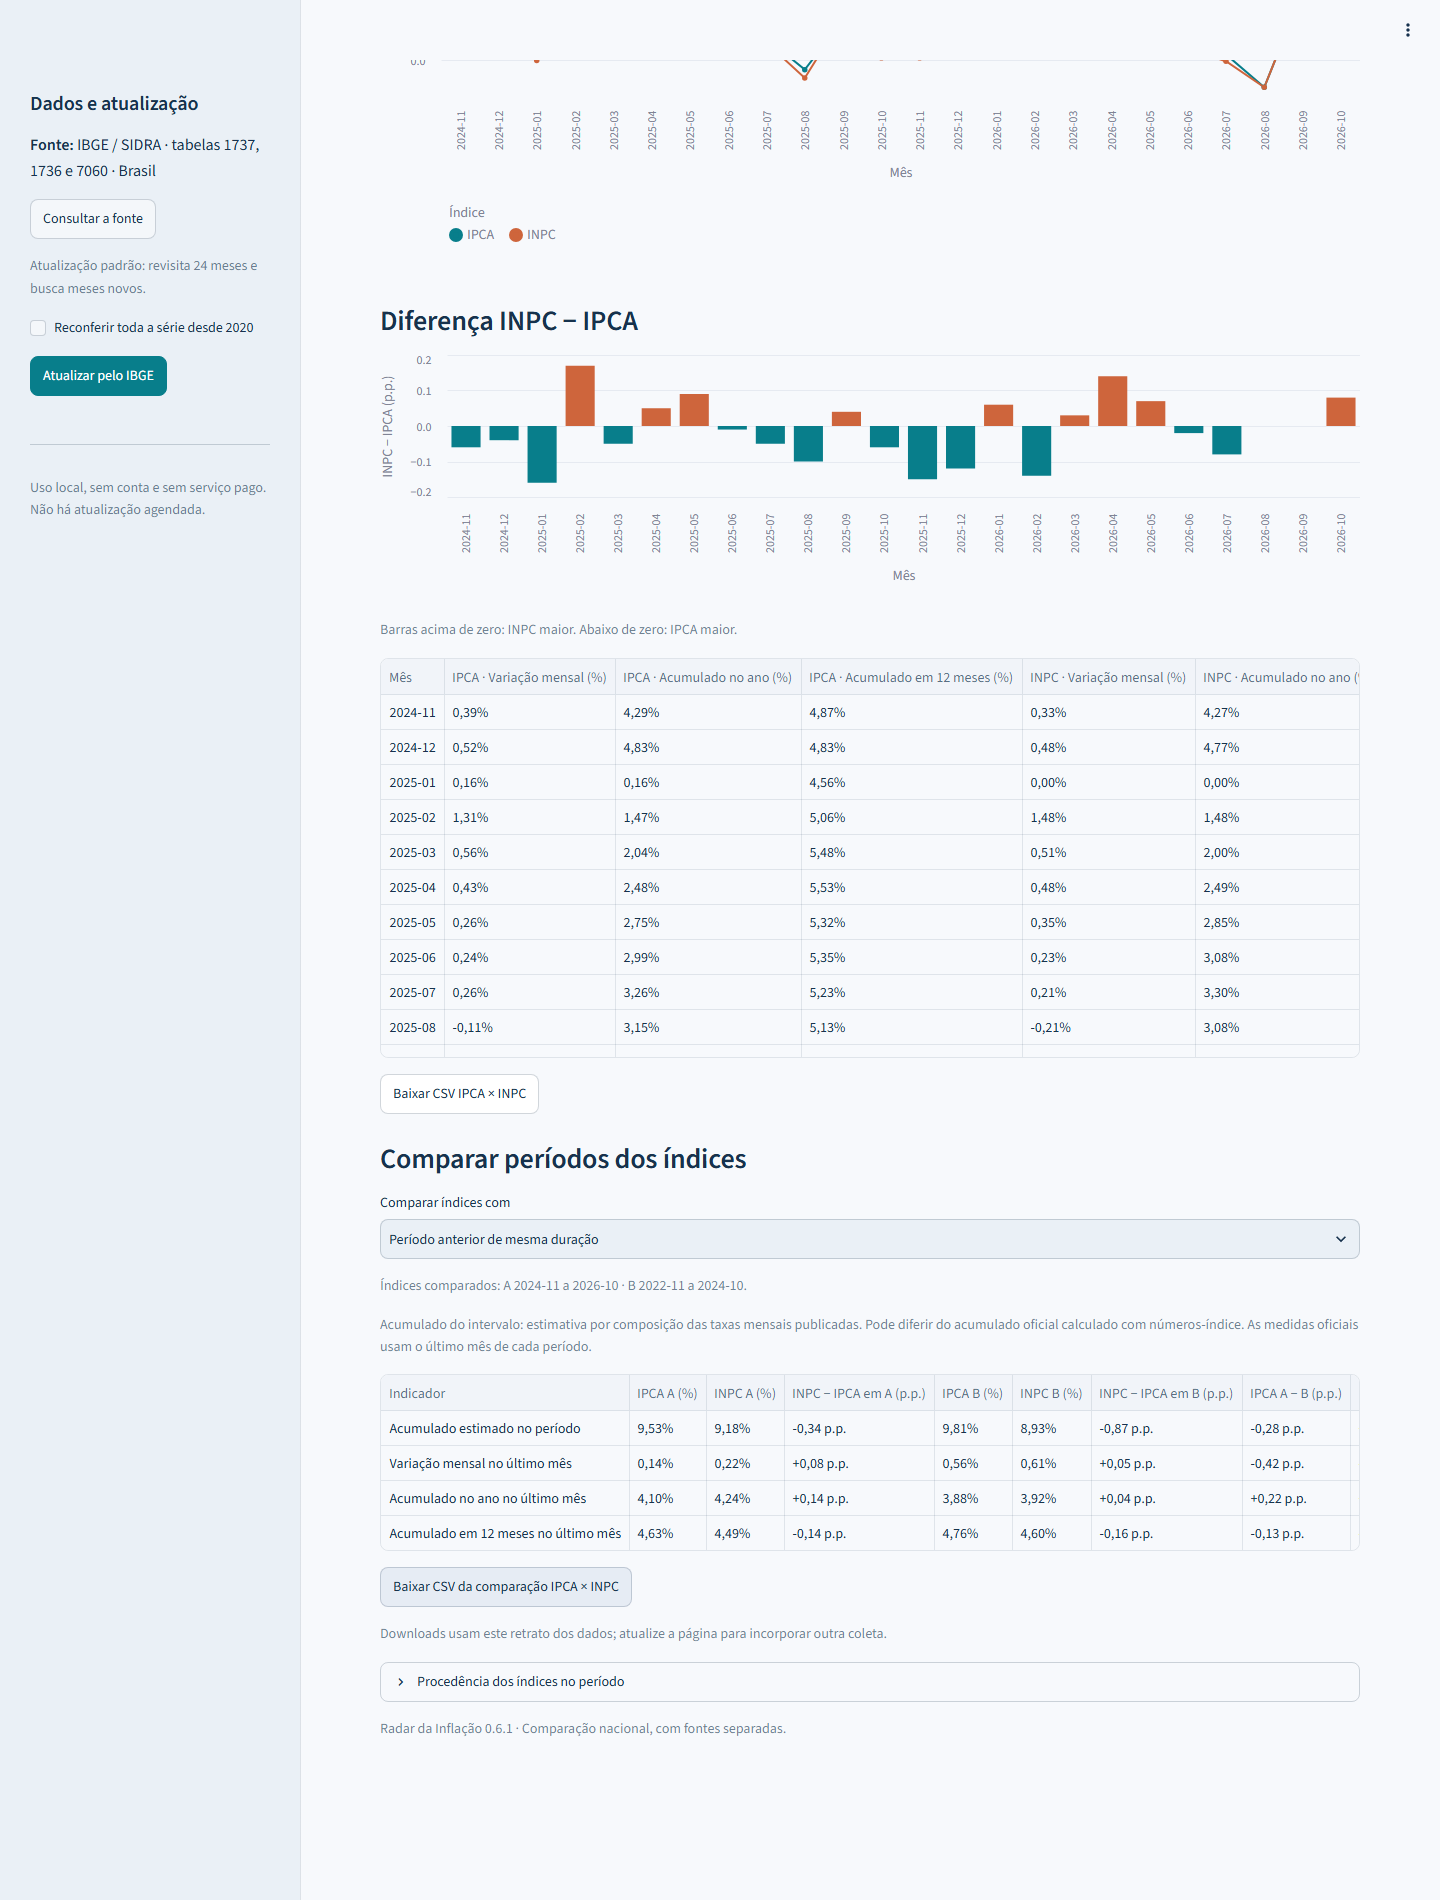 Dados e atualização
Fonte: IBGE / SIDRA · tabelas 1737,
1736 e 7060 · Brasil
Consultar a fonte
Atualização padrão: revisita 24 meses e
busca meses novos.
Reconferir toda a série desde 2020
Atualizar pelo IBGE
Uso local, sem conta e sem serviço pago.
Não há atualização agendada.
0.0
2024-11 2024-12 2025-01 2025-02 2025-03 2025-04 2025-05 2025-06 2025-07 2025-08 2025-09 2025-10 2025-11 2025-12 2026-01 2026-02 2026-03 2026-04 2026-05 2026-06 2026-07 2026-08 2026-09 2026-10
Mês
Índice
IPCA INPC
Diferença INPC − IPCA
INPC − IPCA (p.p.)
0.2
0.1
0.0
−0.1
−0.2
2024-11 2024-12 2025-01 2025-02 2025-03 2025-04 2025-05 2025-06 2025-07 2025-08 2025-09 2025-10 2025-11 2025-12 2026-01 2026-02 2026-03 2026-04 2026-05 2026-06 2026-07 2026-08 2026-09 2026-10
Mês
Barras acima de zero: INPC maior. Abaixo de zero: IPCA maior.
Mês IPCA · Variação mensal (%) IPCA · Acumulado no ano (%) IPCA · Acumulado em 12 meses (%) INPC · Variação mensal (%) INPC · Acumulado no ano (
2024-11 0,39% 4,29% 4,87% 0,33% 4,27%
2024-12 0,52% 4,83% 4,83% 0,48% 4,77%
2025-01 0,16% 0,16% 4,56% 0,00% 0,00%
2025-02 1,31% 1,47% 5,06% 1,48% 1,48%
2025-03 0,56% 2,04% 5,48% 0,51% 2,00%
2025-04 0,43% 2,48% 5,53% 0,48% 2,49%
2025-05 0,26% 2,75% 5,32% 0,35% 2,85%
2025-06 0,24% 2,99% 5,35% 0,23% 3,08%
2025-07 0,26% 3,26% 5,23% 0,21% 3,30%
2025-08 -0,11% 3,15% 5,13% -0,21% 3,08%
Baixar CSV IPCA × INPC
Comparar períodos dos índices
Comparar índices com
Período anterior de mesma duração
Índices comparados: A 2024-11 a 2026-10 · B 2022-11 a 2024-10.
Acumulado do intervalo: estimativa por composição das taxas mensais publicadas. Pode diferir do acumulado oficial calculado com números-índice. As medidas oficiais
usam o último mês de cada período.
Indicador IPCA A (%) INPC A (%) INPC − IPCA em A (p.p.) IPCA B (%) INPC B (%) INPC − IPCA em B (p.p.) IPCA A − B (p.p.)
Acumulado estimado no período 9,53% 9,18% -0,34 p.p. 9,81% 8,93% -0,87 p.p. -0,28 p.p.
Variação mensal no último mês 0,14% 0,22% +0,08 p.p. 0,56% 0,61% +0,05 p.p. -0,42 p.p.
Acumulado no ano no último mês 4,10% 4,24% +0,14 p.p. 3,88% 3,92% +0,04 p.p. +0,22 p.p.
Acumulado em 12 meses no último mês 4,63% 4,49% -0,14 p.p. 4,76% 4,60% -0,16 p.p. -0,13 p.p.
Baixar CSV da comparação IPCA × INPC
Downloads usam este retrato dos dados; atualize a página para incorporar outra coleta.
Procedência dos índices no período
Radar da Inflação 0.6.1 · Comparação nacional, com fontes separadas.